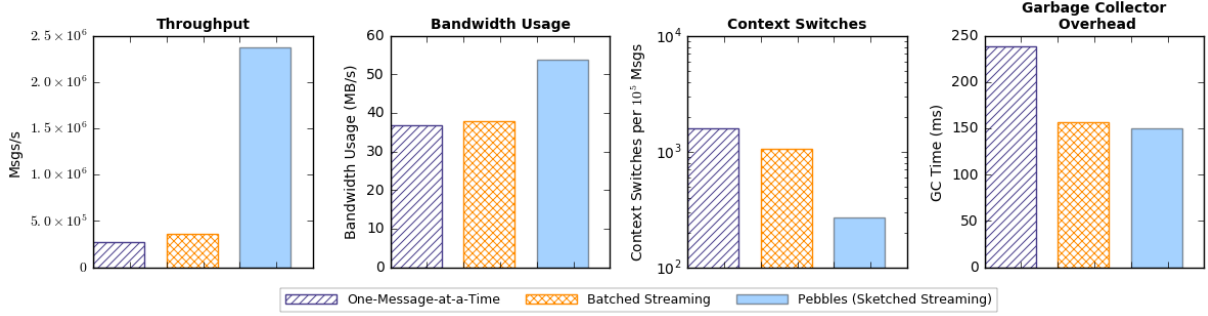 Throughput
Msgs/s
2.5 × 10⁶
2.0 × 10⁶
1.5 × 10⁶
1.0 × 10⁶
5.0 × 10⁵
0
Bandwidth Usage
Bandwidth Usage (MB/s)
60
50
40
30
20
10
0
Context Switches
Context Switches per 10⁵ Msgs
10⁴
10³
10²
Garbage Collector
Overhead
GC Time (ms)
250
200
150
100
50
0
One-Message-at-a-Time
Batched Streaming
Pebbles (Sketched Streaming)